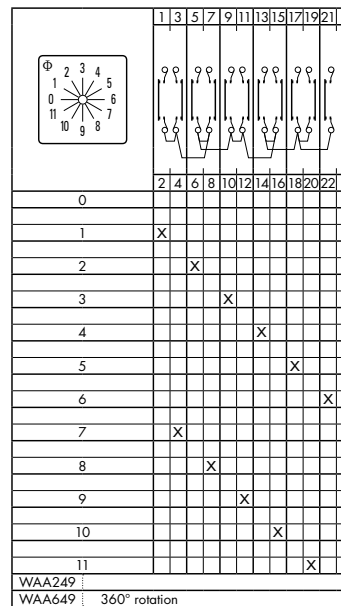 1 3 5 7 9 11 13 15 17 19 21
Φ
2 3 4
1 5
0 6
11 7
10 9 8
2 4 6 8 10 12 14 16 18 20 22
0
1 X
2 X
3 X
4 X
5 X
6 X
7 X
8 X
9 X
10 X
11 X
WAA249
WAA649 360° rotation